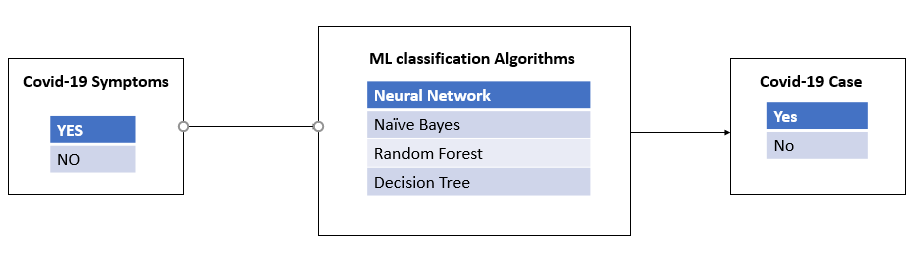 Covid-19 Symptoms
YES
NO
ML classification Algorithms
Neural Network
Naïve Bayes
Random Forest
Decision Tree
Covid-19 Case
Yes
No